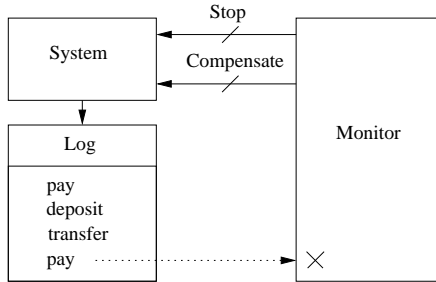 Stop
System
Compensate
Log
Monitor
pay
deposit
transfer
pay